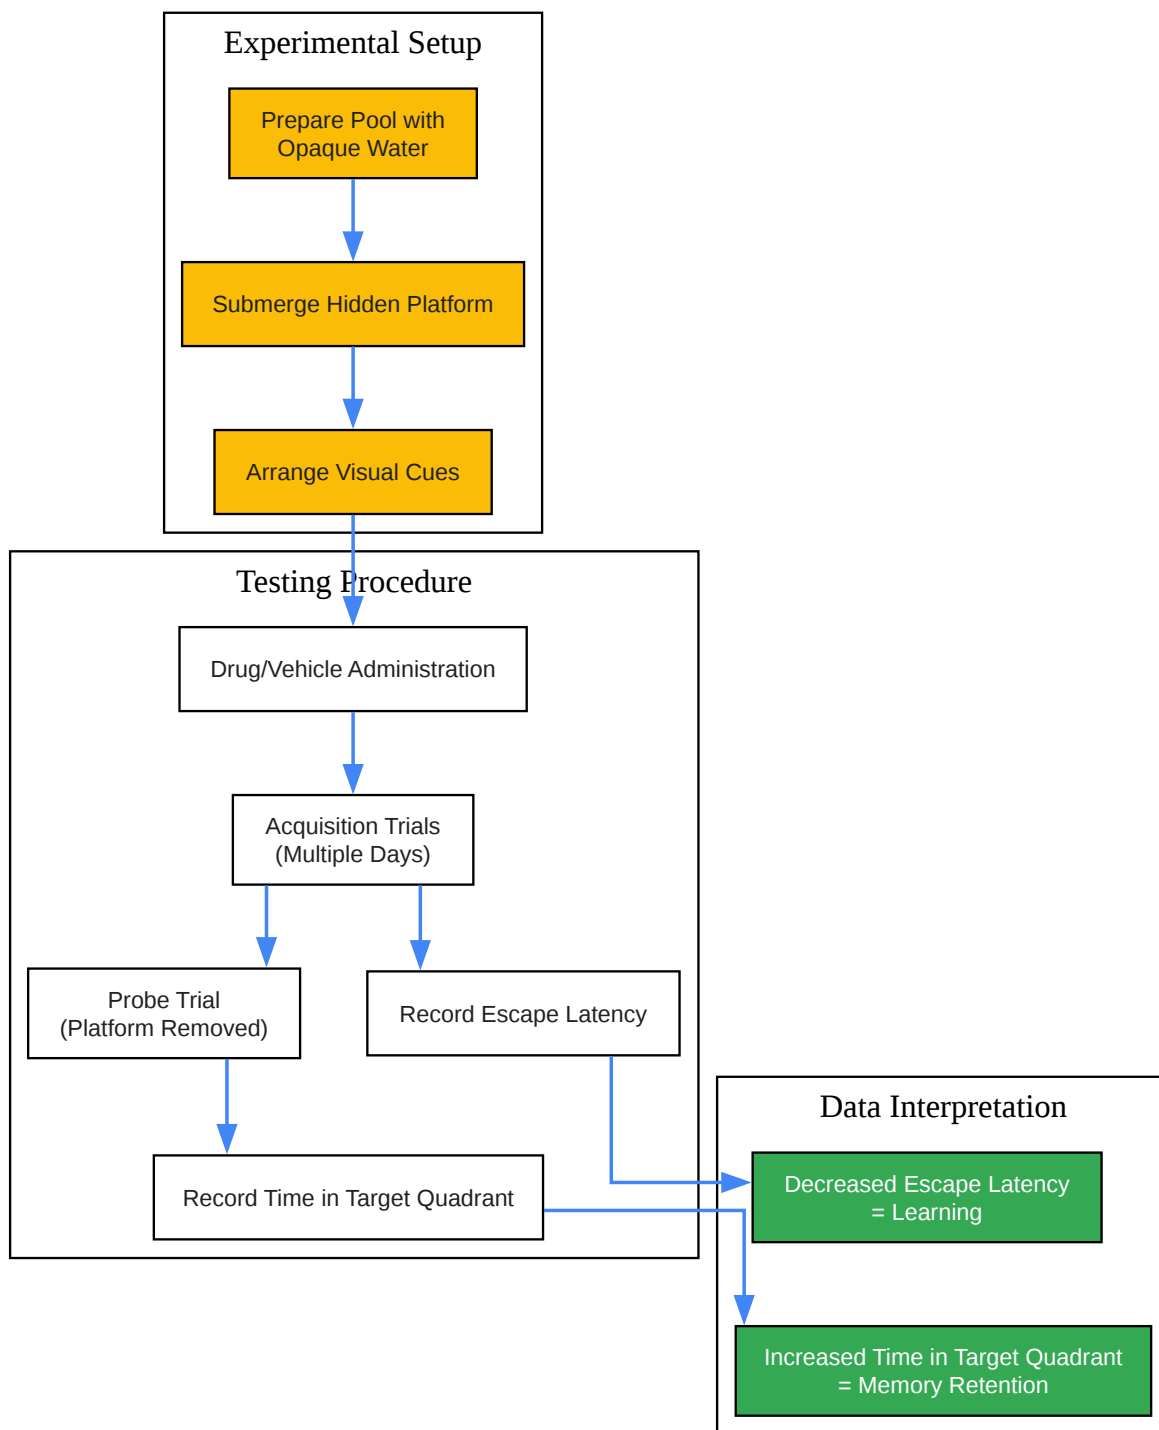 Experimental Setup
Prepare Pool with
Opaque Water
Submerge Hidden Platform
Arrange Visual Cues
Testing Procedure
Drug/Vehicle Administration
Acquisition Trials
(Multiple Days)
Probe Trial
(Platform Removed)
Record Escape Latency
Record Time in Target Quadrant
Data Interpretation
Decreased Escape Latency
= Learning
Increased Time in Target Quadrant
= Memory Retention